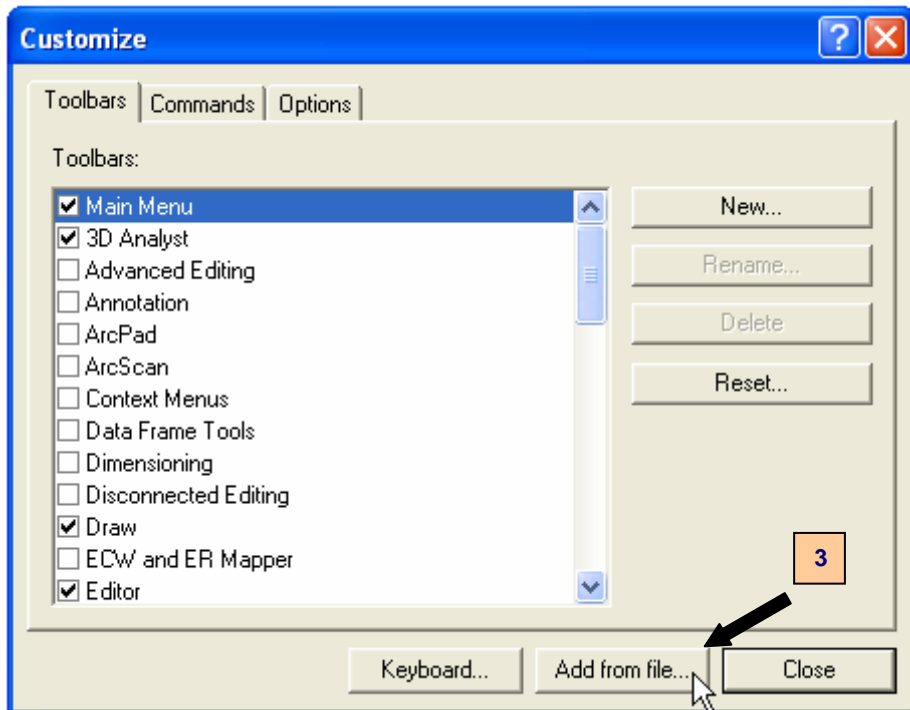 Customize
Toolbars Commands Options
Toolbars:
Main Menu
3D Analyst
Advanced Editing
Annotation
ArcPad
ArcScan
Context Menus
Data Frame Tools
Dimensioning
Disconnected Editing
Draw
ECW and ER Mapper
Editor
New...
Rename...
Delete
Reset...
3
Keyboard... Add from file... Close